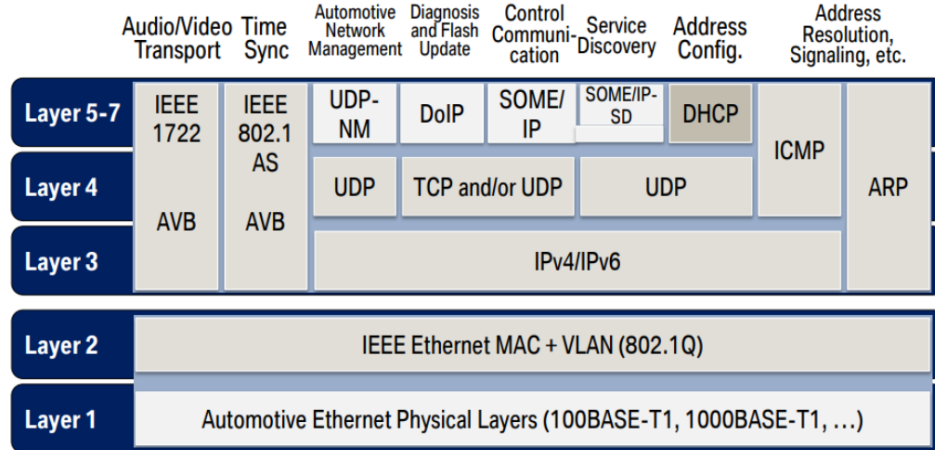 Audio/Video
Transport
Time
Sync
Automotive
Network
Management
Diagnosis
and Flash
Update
Control
Communi-
cation
Service
Discovery
Address
Config.
Address
Resolution,
Signaling, etc.
Layer 5-7
IEEE
1722
AVB
IEEE
802.1
AS
AVB
UDP-
NM
DoIP
SOME/
IP
SOME/IP-
SD
DHCP
ICMP
ARP
Layer 4
UDP
TCP and/or UDP
UDP
Layer 3
IPv4/IPv6
Layer 2
IEEE Ethernet MAC + VLAN (802.1Q)
Layer 1
Automotive Ethernet Physical Layers (100BASE-T1, 1000BASE-T1, ...)